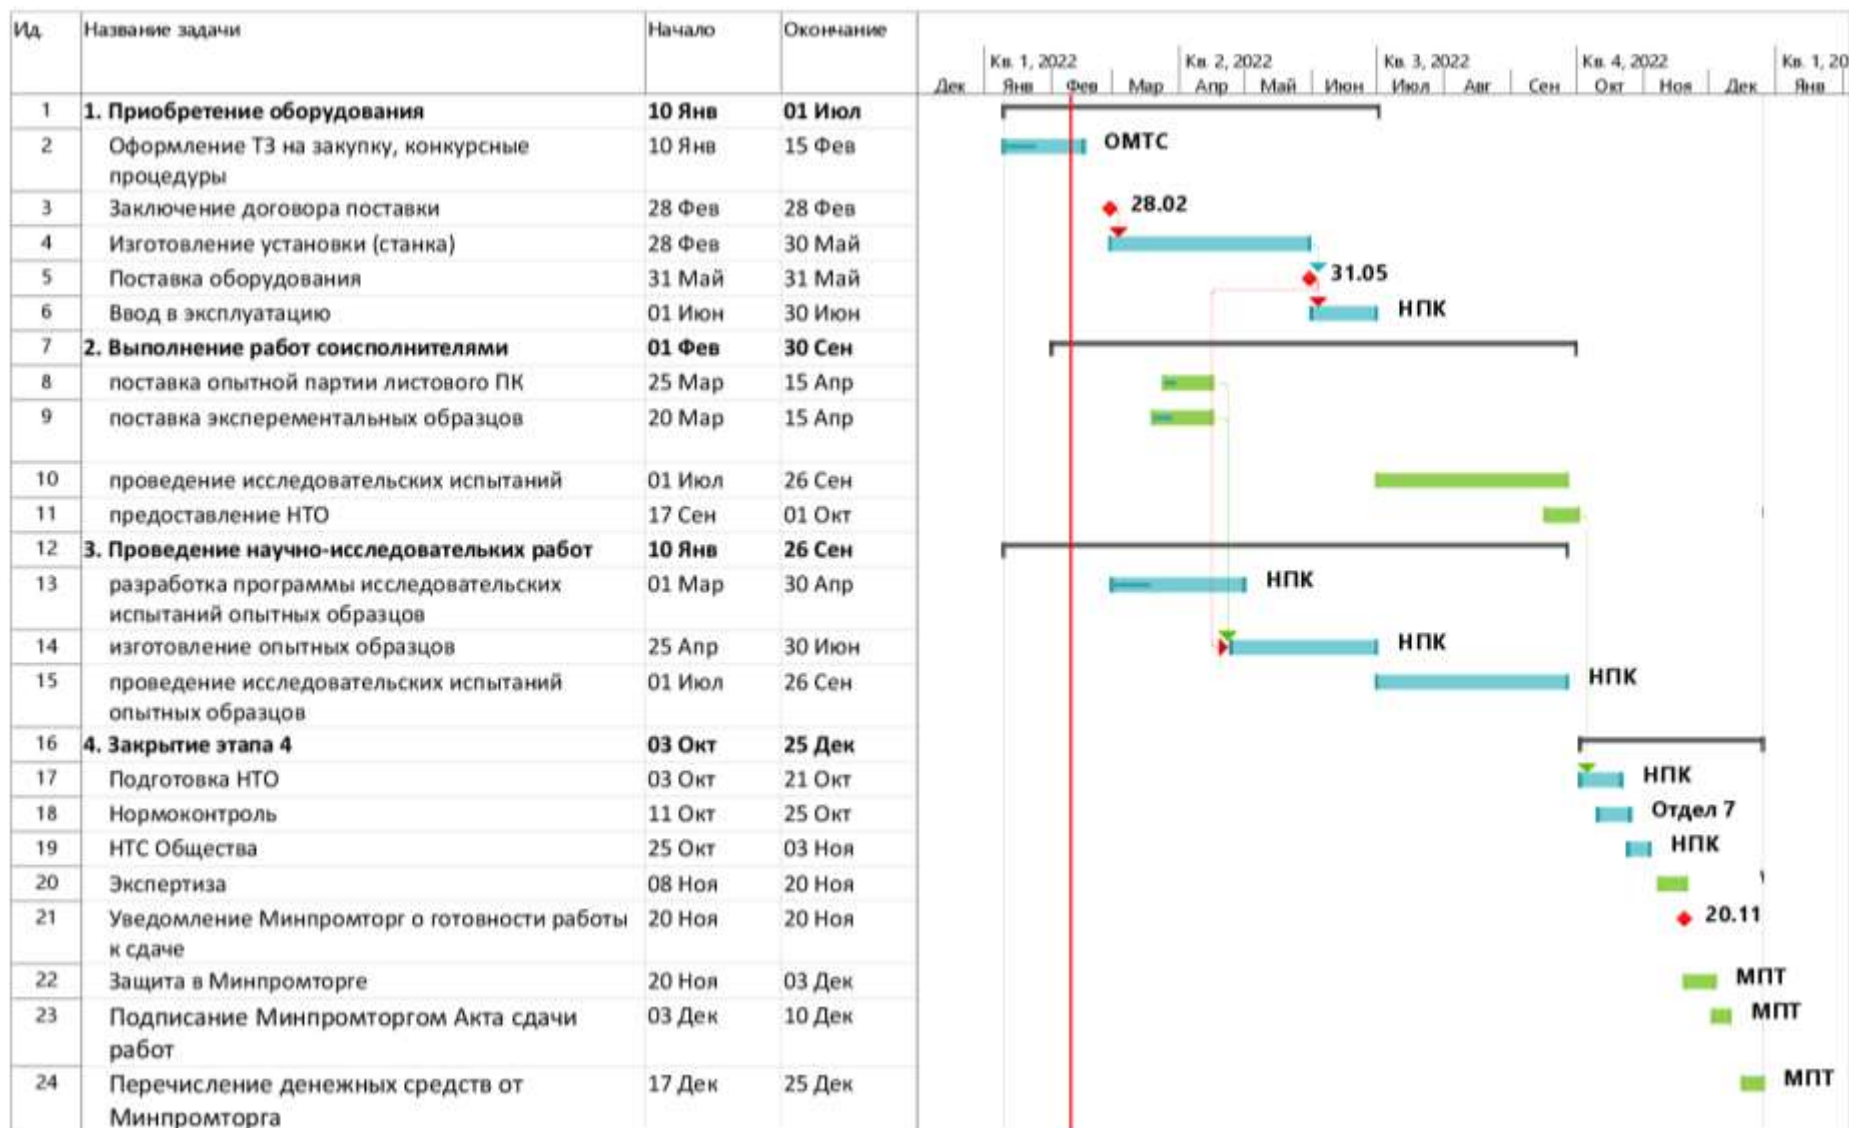 Ид.
Название задачи
Начало
Окончание
Кв. 1, 2022
Кв. 2, 2022
Кв. 3, 2022
Кв. 4, 2022
Кв. 1, 20
Дек Янв Фев Мар Апр Май Июн Июл Авг Сен Окт Ноя Дек Янв
1 1. Приобретение оборудования 10 Янв 01 Июл
2 Оформление ТЗ на закупку, конкурсные 10 Янв 15 Фев ОМТС
процедуры
3 Заключение договора поставки 28 Фев 28 Фев 28.02
4 Изготовление установки (станка) 28 Фев 30 Май
5 Поставка оборудования 31 Май 31 Май 31.05
6 Ввод в эксплуатацию 01 Июн 30 Июн НПК
7 2. Выполнение работ соисполнителями 01 Фев 30 Сен
8 поставка опытной партии листового ПК 25 Мар 15 Апр
9 поставка эксперементальных образцов 20 Мар 15 Апр
10 проведение исследовательских испытаний 01 Июл 26 Сен
11 предоставление НТО 17 Сен 01 Окт
12 3. Проведение научно-исследователькиx работ 10 Янв 26 Сен
13 разработка программы исследовательских 01 Мар 30 Апр НПК
испытаний опытных образцов
14 изготовление опытных образцов 25 Апр 30 Июн НПК
15 проведение исследовательских испытаний 01 Июл 26 Сен НПК
опытных образцов
16 4. Закрытие этапа 4 03 Окт 25 Дек
17 Подготовка НТО 03 Окт 21 Окт НПК
18 Нормоконтроль 11 Окт 25 Окт Отдел 7
19 НТС Общества 25 Окт 03 Ноя НПК
20 Экспертиза 08 Ноя 20 Ноя
21 Уведомление Минпромторг о готовности работы 20 Ноя 20 Ноя 20.11
к сдаче
22 Защита в Минпромторге 20 Ноя 03 Дек МПТ
23 Подписание Минпромторгом Акта сдачи 03 Дек 10 Дек МПТ
работ
24 Перечисление денежных средств от 17 Дек 25 Дек МПТ
Минпромторга